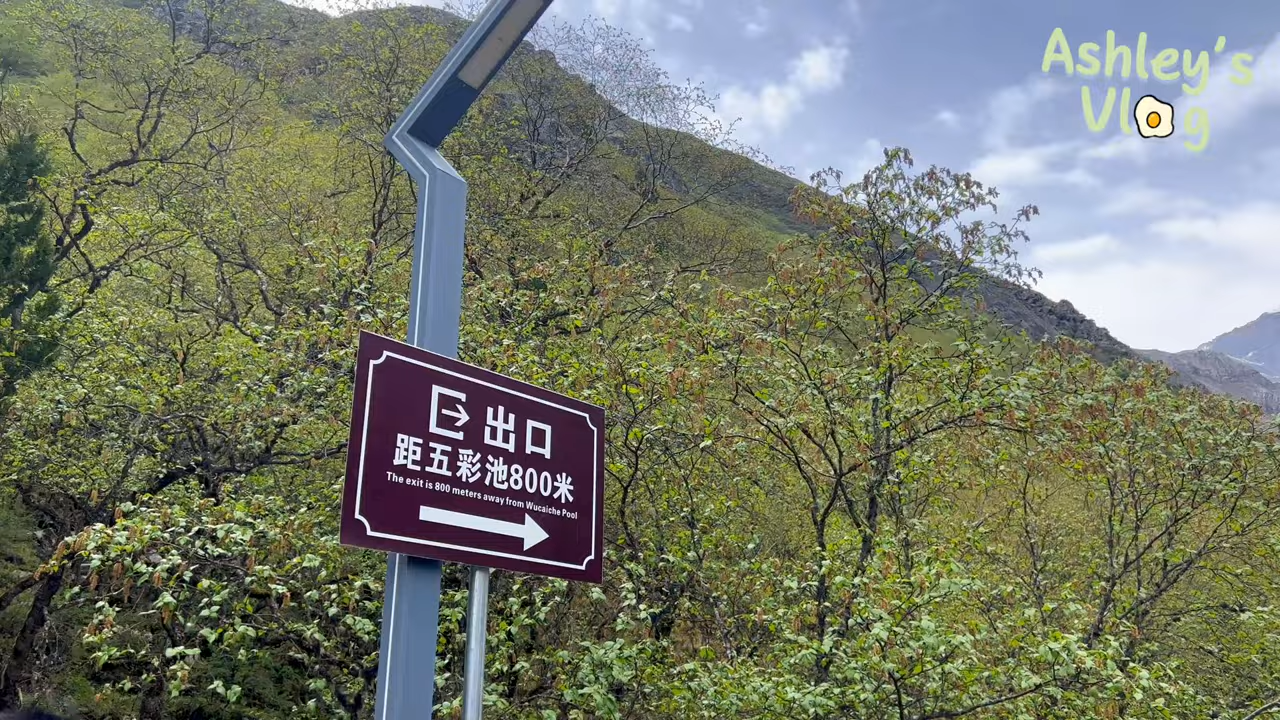 Ashley's
Vlog
出口
距五彩池800米
The exit is 800 meters away from Wucaiche Pool